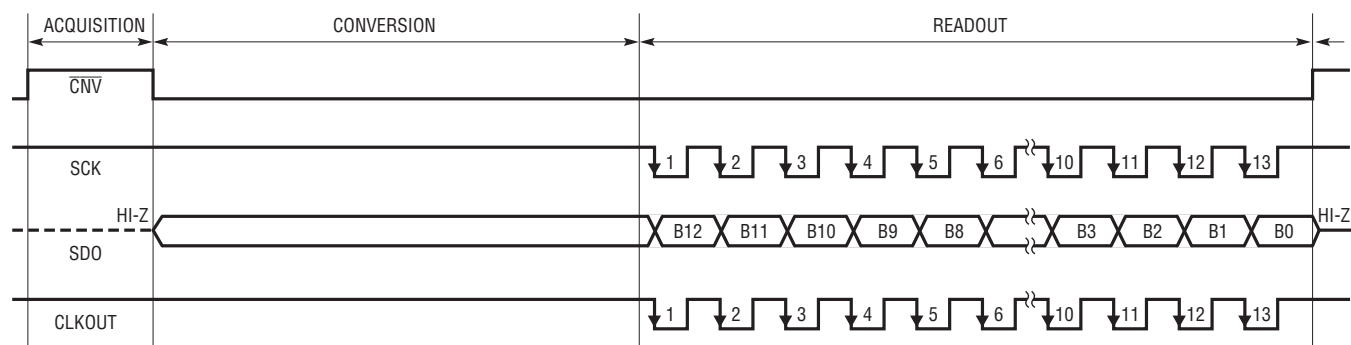 ACQUISITION CONVERSION READOUT
CNV
SCK 1 2 3 4 5 6 10 11 12 13
HI-Z B12 B11 B10 B9 B8 B3 B2 B1 B0 HI-Z
SDO
CLKOUT 1 2 3 4 5 6 10 11 12 13